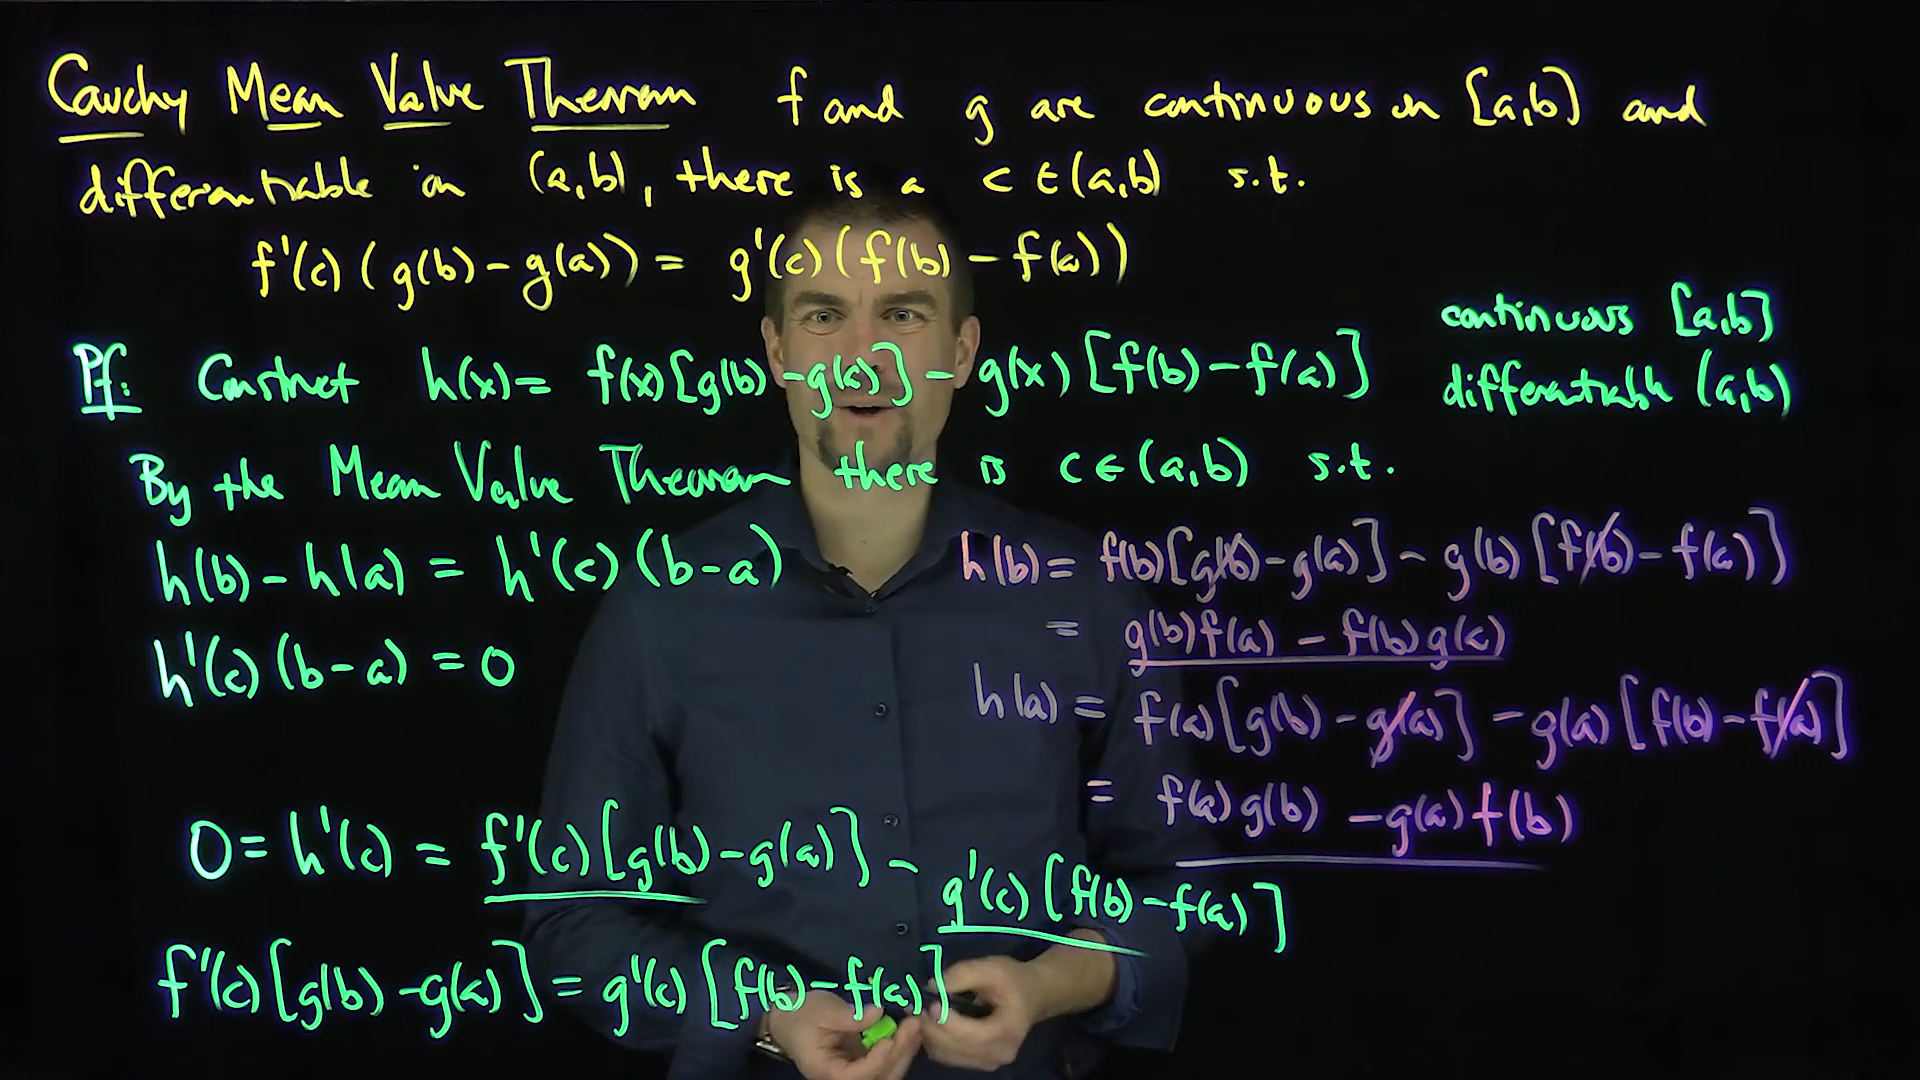 Cauchy Mean Value Theorem f and g are continuous on [a,b] and
differentiable on (a,b), there is a c ∈ (a,b) s.t.
f'(c)(g(b)-g(a)) = g'(c)(f(b)-f(a))
continuous [a,b]
Pf: Construct h(x)= f(x)[g(b)-g(a)] - g(x)[f(b)-f(a)]
differentiable (a,b)
By the Mean Value Theorem there is c ∈ (a,b) s.t.
h(b)-h(a) = h'(c)(b-a)
h'(c)(b-a) = 0
h(b)= f(b)[g(b)-g(a)] - g(b)[f(b)-f(a)]
= g(b)f(a) - f(b)g(a)
h(a) = f(a)[g(b)-g(a)] - g(a)[f(b)-f(a)]
= f(a)g(b) -g(a)f(b)
0= h'(c) = f'(c)[g(b)-g(a)] - g'(c)[f(b)-f(a)]
f'(c)[g(b)-g(a)] = g'(c)[f(b)-f(a)]